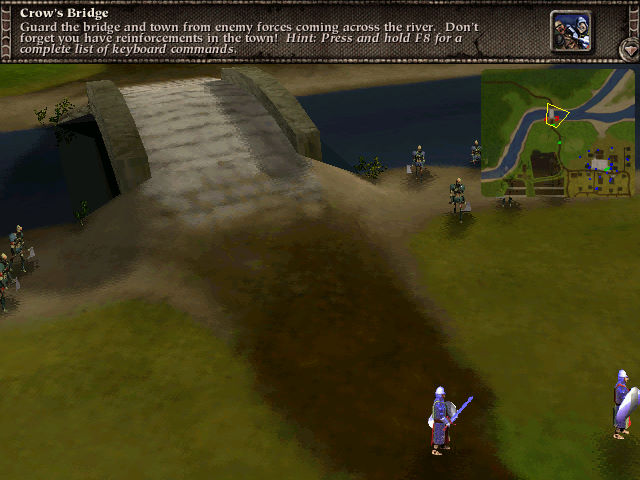 Crow's Bridge
Guard the bridge and town from enemy forces coming across the river.  Don't
forget you have reinforcements in the town!  Hint: Press and hold F8 for a
complete list of keyboard commands.